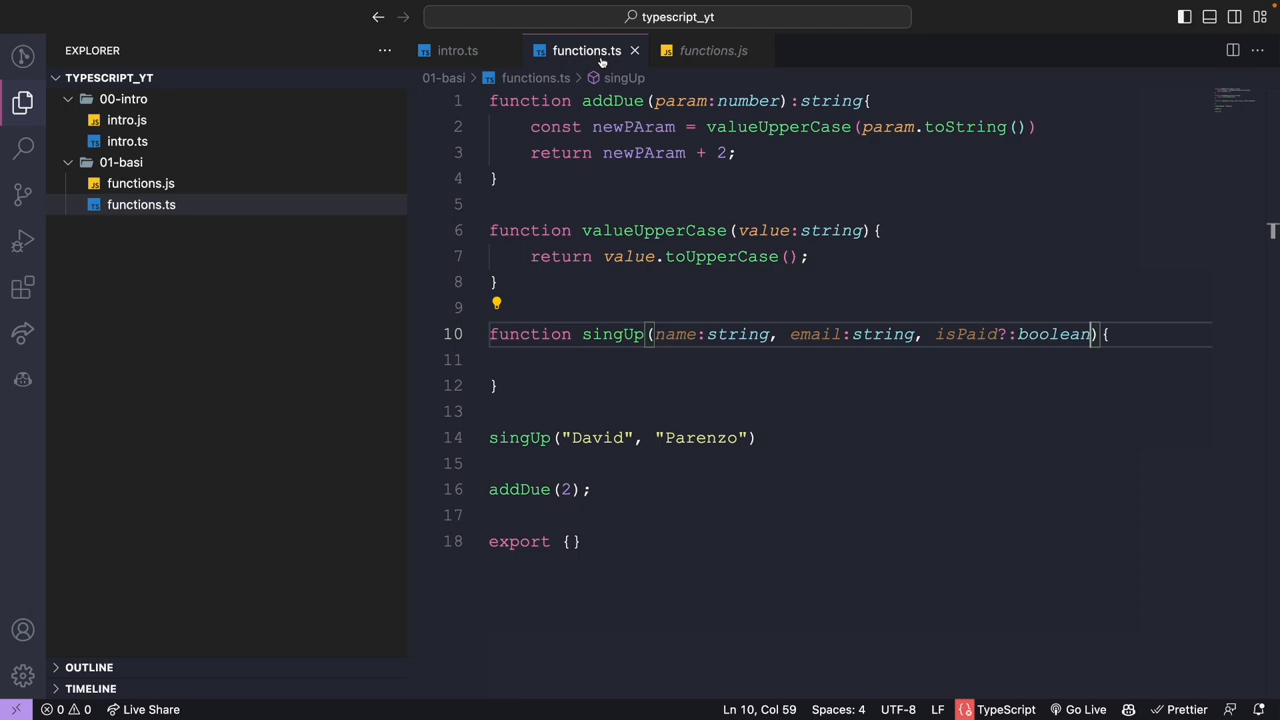 typescript_yt
EXPLORER
TYPESCRIPT_YT
00-intro
intro.js
intro.ts
01-basi
functions.js
functions.ts
OUTLINE
TIMELINE
TS intro.ts
TS functions.ts
JS functions.js
01-basi > TS functions.ts > singUp
1 function addDue(param:number):string{
2 const newPAram = valueUpperCase(param.toString())
3 return newPAram + 2;
4 }
5
6 function valueUpperCase(value:string){
7 return value.toUpperCase();
8 }
9
10 function singUp(name:string, email:string, isPaid?:boolean){
11
12 }
13
14 singUp("David", "Parenzo")
15
16 addDue(2);
17
18 export {}
0 0 Live Share Ln 10, Col 59 Spaces: 4 UTF-8 LF TypeScript Go Live Prettier